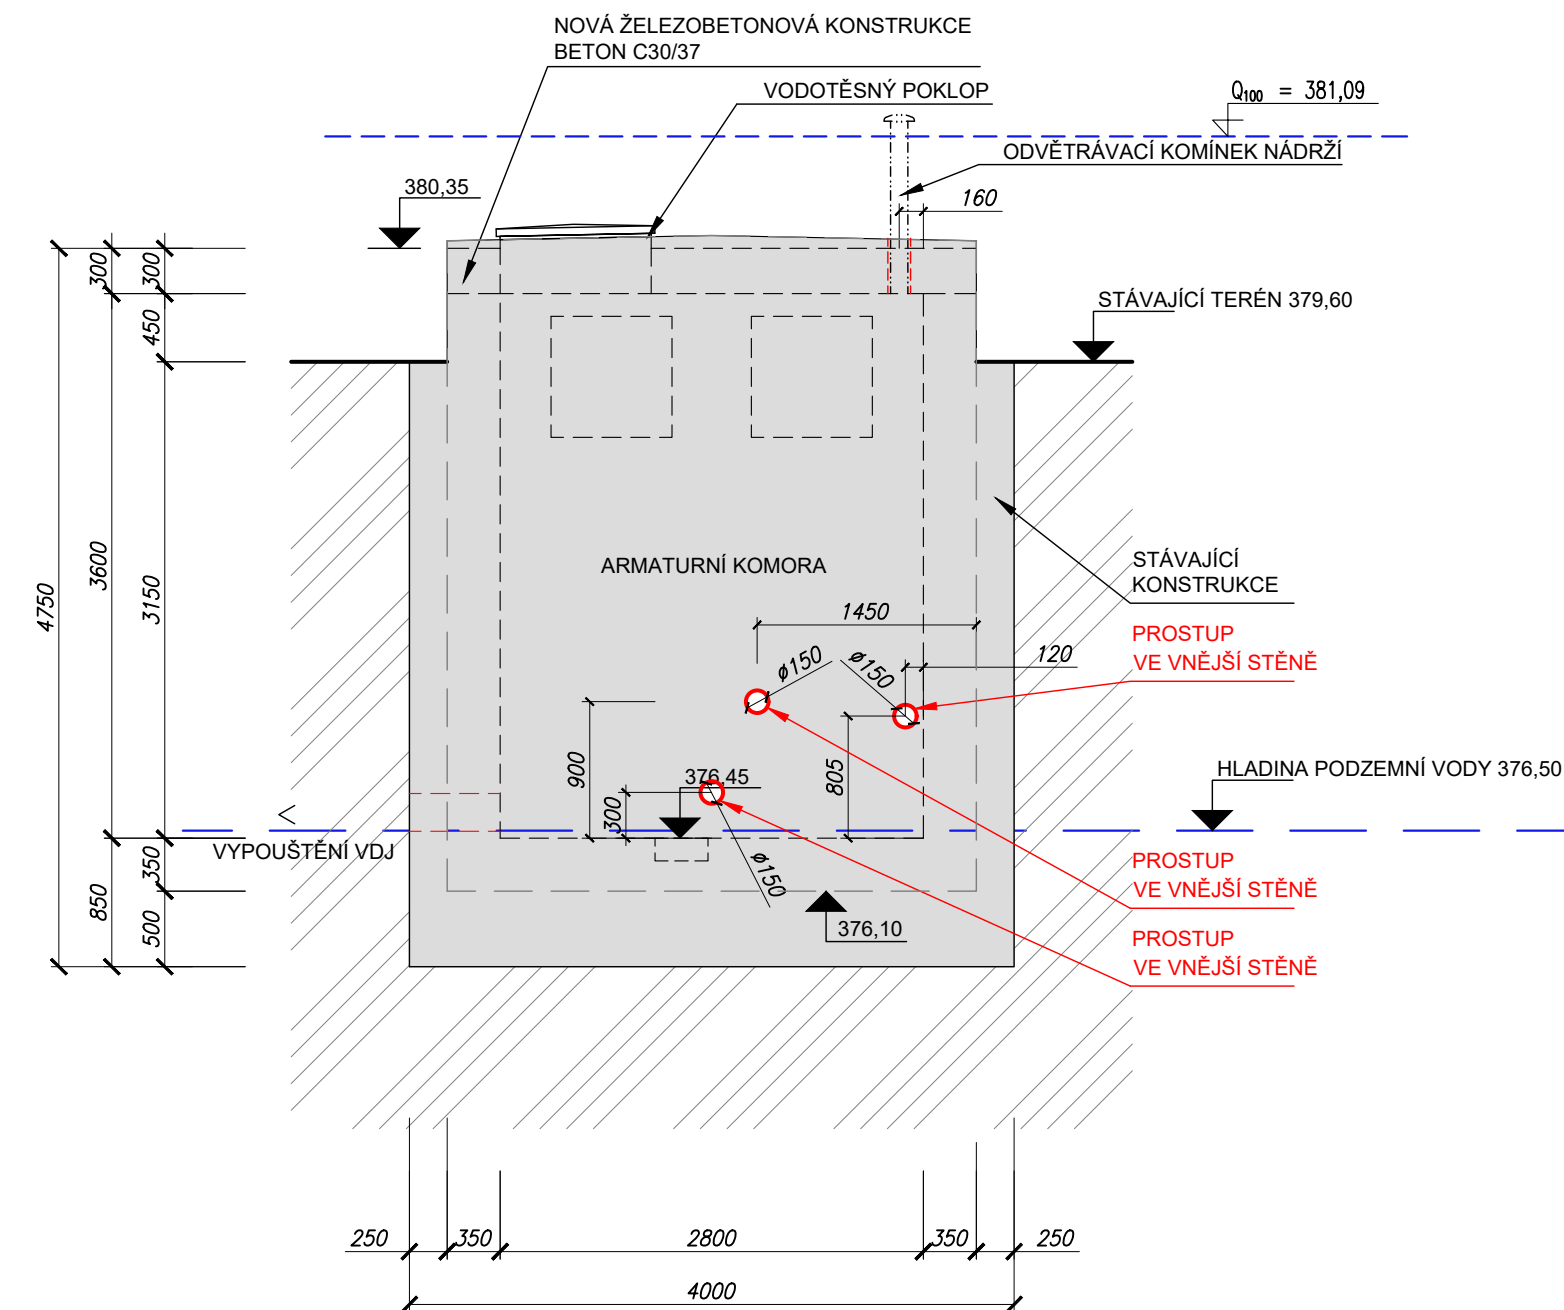 NOVÁ ŽELEZOBETONOVÁ KONSTRUKCE
BETON C30/37
VODOTĚSNÝ POKLOP
Q100 = 381,09
ODVĚTRÁVACÍ KOMÍNEK NÁDRŽÍ
380,35
160
300
300
450
STÁVAJÍCÍ TERÉN 379,60
4750
3600
3150
ARMATURNÍ KOMORA
STÁVAJÍCÍ
KONSTRUKCE
1450
PROSTUP
VE VNĚJŠÍ STĚNĚ
120
ø150
ø150
900
805
376,45
300
HLADINA PODZEMNÍ VODY 376,50
<
VYPOUŠTĚNÍ VDJ
850
350
500
ø150
376,10
PROSTUP
VE VNĚJŠÍ STĚNĚ
PROSTUP
VE VNĚJŠÍ STĚNĚ
250
350
2800
350
250
4000